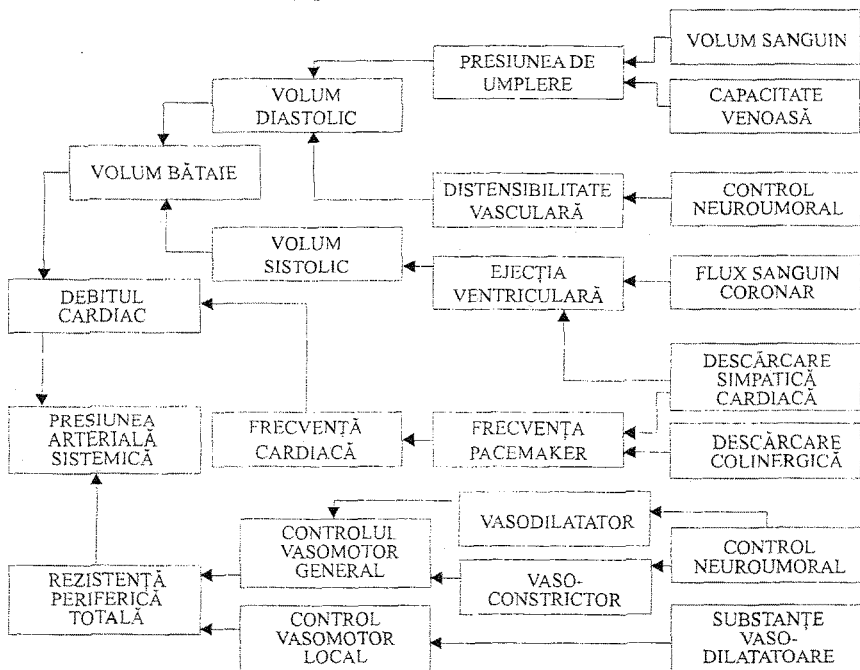 VOLUM SANGUIN
PRESIUNEA DE
UMPLERE
CAPACITATE
VENOASĂ
VOLUM
DIASTOLIC
VOLUM BĂTAIE
DISTENSIBILITATE
VASCULARĂ
CONTROL
NEUROUMORAL
VOLUM
SISTOLIC
EJECȚIA
VENTRICULARĂ
FLUX SANGUIN
CORONAR
DEBITUL
CARDIAC
DESCĂRCARE
SIMPATICĂ
CARDIACĂ
PRESIUNEA
ARTERIALĂ
SISTEMICĂ
FRECVENȚĂ
CARDIACĂ
FRECVENȚA
PACEMAKER
DESCĂRCARE
COLINERGICĂ
VASODILATATOR
CONTROLUL
VASOMOTOR
GENERAL
CONTROL
NEUROUMORAL
VASO-
CONSTRICTOR
REZISTENȚĂ
PERIFERICĂ
TOTALĂ
CONTROL
VASOMOTOR
LOCAL
SUBSTANȚE
VASO-
DILATATOARE